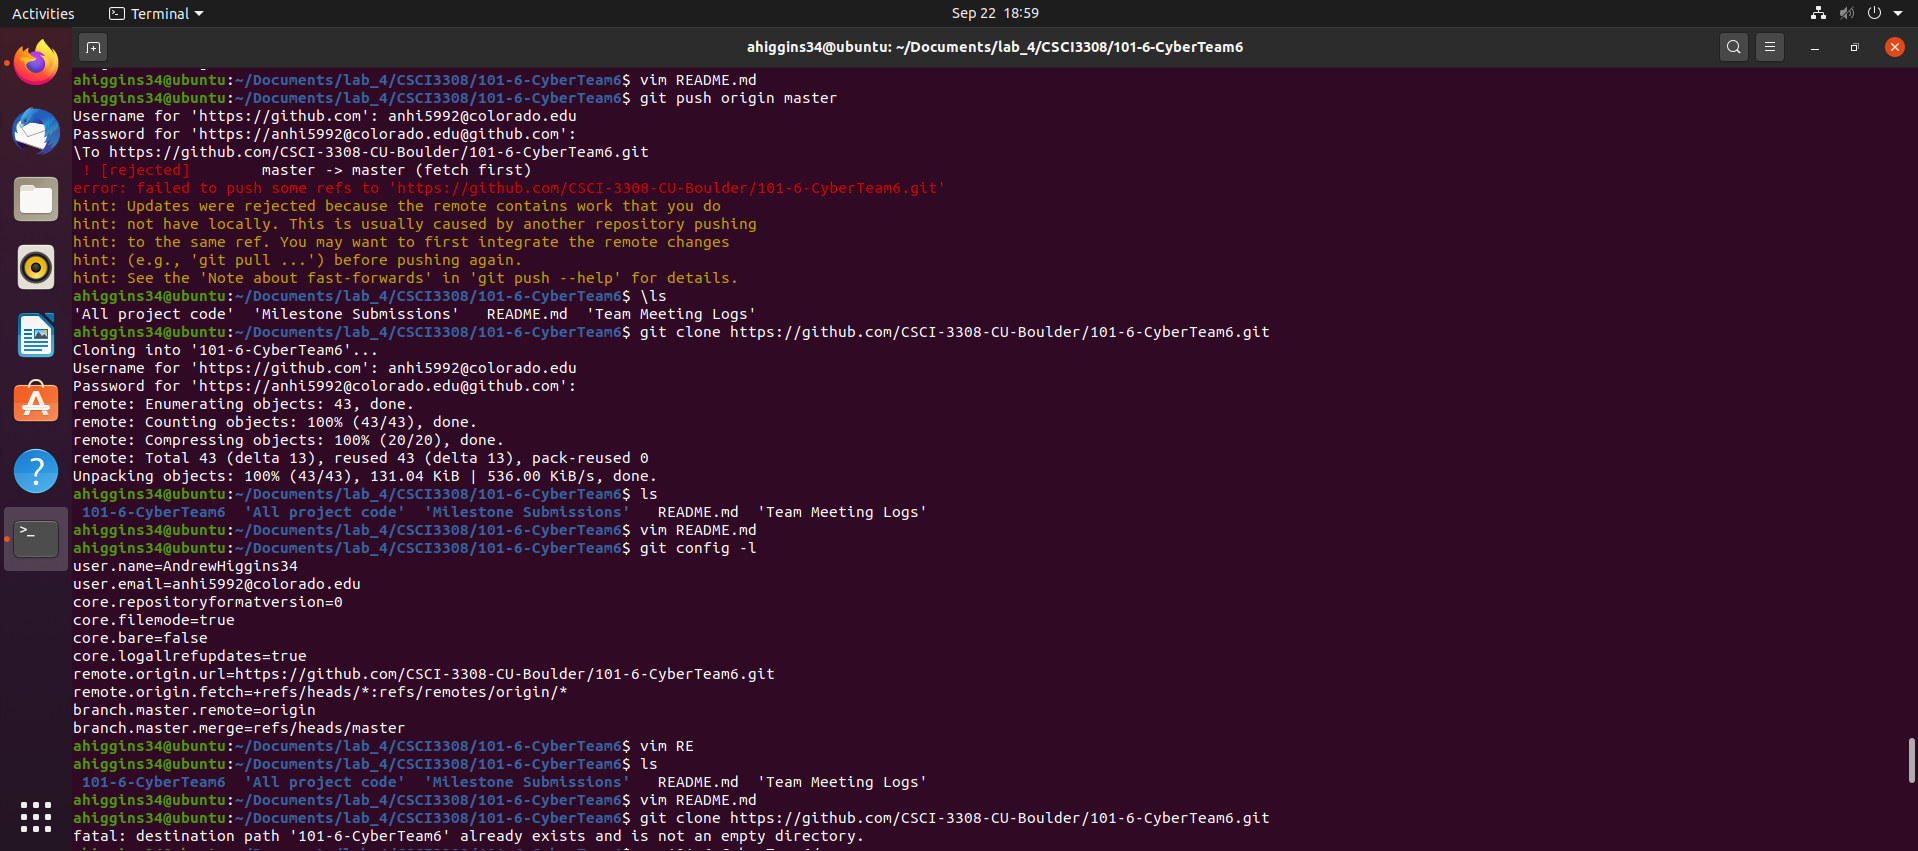 Activities
Terminal
Sep 22 18:59
ahiggins34@ubuntu: ~/Documents/lab_4/CSCI3308/101-6-CyberTeam6
ahiggins34@ubuntu:~/Documents/lab_4/CSCI3308/101-6-CyberTeam6$ vim README.md
ahiggins34@ubuntu:~/Documents/lab_4/CSCI3308/101-6-CyberTeam6$ git push origin master
Username for 'https://github.com': anhi5992@colorado.edu
Password for 'https://anhi5992@colorado.edu@github.com':
\To https://github.com/CSCI-3308-CU-Boulder/101-6-CyberTeam6.git
 ! [rejected]        master -> master (fetch first)
error: failed to push some refs to 'https://github.com/CSCI-3308-CU-Boulder/101-6-CyberTeam6.git'
hint: Updates were rejected because the remote contains work that you do
hint: not have locally. This is usually caused by another repository pushing
hint: to the same ref. You may want to first integrate the remote changes
hint: (e.g., 'git pull ...') before pushing again.
hint: See the 'Note about fast-forwards' in 'git push --help' for details.
ahiggins34@ubuntu:~/Documents/lab_4/CSCI3308/101-6-CyberTeam6$ \ls
'All project code'  'Milestone Submissions'   README.md  'Team Meeting Logs'
ahiggins34@ubuntu:~/Documents/lab_4/CSCI3308/101-6-CyberTeam6$ git clone https://github.com/CSCI-3308-CU-Boulder/101-6-CyberTeam6.git
Cloning into '101-6-CyberTeam6'...
Username for 'https://github.com': anhi5992@colorado.edu
Password for 'https://anhi5992@colorado.edu@github.com':
remote: Enumerating objects: 43, done.
remote: Counting objects: 100% (43/43), done.
remote: Compressing objects: 100% (20/20), done.
remote: Total 43 (delta 13), reused 43 (delta 13), pack-reused 0
Unpacking objects: 100% (43/43), 131.04 KiB | 536.00 KiB/s, done.
ahiggins34@ubuntu:~/Documents/lab_4/CSCI3308/101-6-CyberTeam6$ ls
 101-6-CyberTeam6  'All project code'  'Milestone Submissions'   README.md  'Team Meeting Logs'
ahiggins34@ubuntu:~/Documents/lab_4/CSCI3308/101-6-CyberTeam6$ vim README.md
ahiggins34@ubuntu:~/Documents/lab_4/CSCI3308/101-6-CyberTeam6$ git config -l
user.name=AndrewHiggins34
user.email=anhi5992@colorado.edu
core.repositoryformatversion=0
core.filemode=true
core.bare=false
core.logallrefupdates=true
remote.origin.url=https://github.com/CSCI-3308-CU-Boulder/101-6-CyberTeam6.git
remote.origin.fetch=+refs/heads/*:refs/remotes/origin/*
branch.master.remote=origin
branch.master.merge=refs/heads/master
ahiggins34@ubuntu:~/Documents/lab_4/CSCI3308/101-6-CyberTeam6$ vim RE
ahiggins34@ubuntu:~/Documents/lab_4/CSCI3308/101-6-CyberTeam6$ ls
 101-6-CyberTeam6  'All project code'  'Milestone Submissions'   README.md  'Team Meeting Logs'
ahiggins34@ubuntu:~/Documents/lab_4/CSCI3308/101-6-CyberTeam6$ vim README.md
ahiggins34@ubuntu:~/Documents/lab_4/CSCI3308/101-6-CyberTeam6$ git clone https://github.com/CSCI-3308-CU-Boulder/101-6-CyberTeam6.git
fatal: destination path '101-6-CyberTeam6' already exists and is not an empty directory.